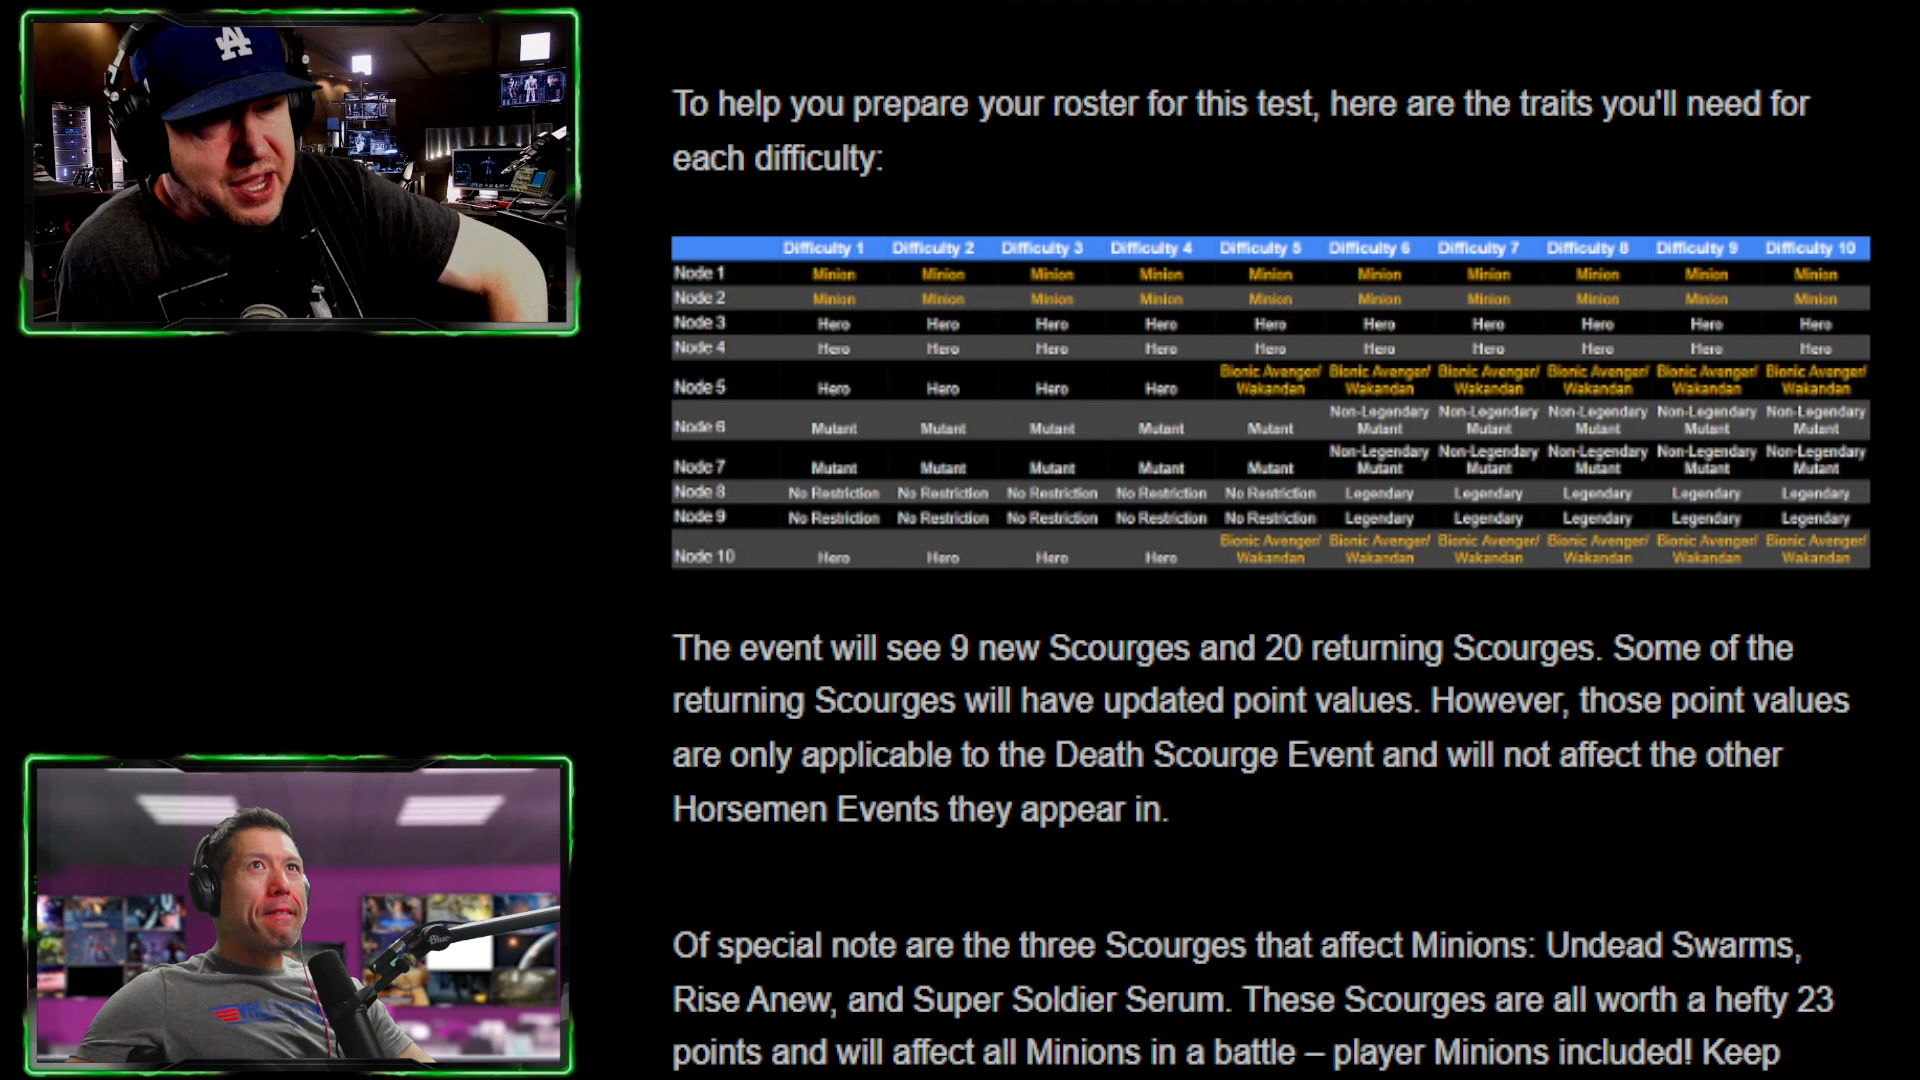 LA
To help you prepare your roster for this test, here are the traits you'll need for
each difficulty:
Difficulty 1 Difficulty 2 Difficulty 3 Difficulty 4 Difficulty 5 Difficulty 6 Difficulty 7 Difficulty 8 Difficulty 9 Difficulty 10
Node 1 Minion Minion Minion Minion Minion Minion Minion Minion Minion Minion
Node 2 Minion Minion Minion Minion Minion Minion Minion Minion Minion Minion
Node 3 Hero Hero Hero Hero Hero Hero Hero Hero Hero Hero
Node 4 Hero Hero Hero Hero Hero Hero Hero Hero Hero Hero
Bionic Avenger/ Bionic Avenger/ Bionic Avenger/ Bionic Avenger/ Bionic Avenger/ Bionic Avenger/
Node 5 Hero Hero Hero Hero Wakandan Wakandan Wakandan Wakandan Wakandan Wakandan
Non-Legendary Non-Legendary Non-Legendary Non-Legendary Non-Legendary
Node 6 Mutant Mutant Mutant Mutant Mutant Mutant Mutant Mutant Mutant Mutant
Non-Legendary Non-Legendary Non-Legendary Non-Legendary Non-Legendary
Node 7 Mutant Mutant Mutant Mutant Mutant Mutant Mutant Mutant Mutant Mutant
Node 8 No Restriction No Restriction No Restriction No Restriction No Restriction Legendary Legendary Legendary Legendary Legendary
Node 9 No Restriction No Restriction No Restriction No Restriction No Restriction Legendary Legendary Legendary Legendary Legendary
Bionic Avenger/ Bionic Avenger/ Bionic Avenger/ Bionic Avenger/ Bionic Avenger/ Bionic Avenger/
Node 10 Hero Hero Hero Hero Wakandan Wakandan Wakandan Wakandan Wakandan Wakandan
The event will see 9 new Scourges and 20 returning Scourges. Some of the
returning Scourges will have updated point values. However, those point values
are only applicable to the Death Scourge Event and will not affect the other
Horsemen Events they appear in.
Of special note are the three Scourges that affect Minions: Undead Swarms,
Rise Anew, and Super Soldier Serum. These Scourges are all worth a hefty 23
points and will affect all Minions in a battle – player Minions included! Keep
Blue